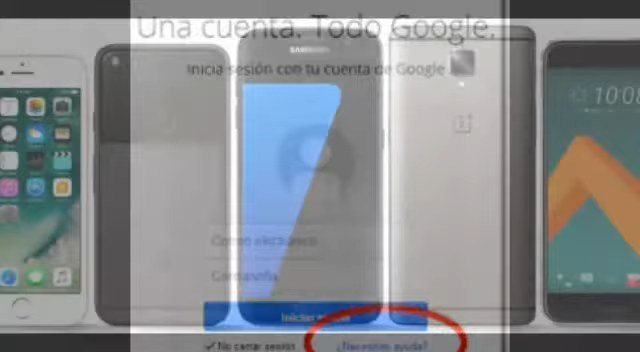 Una cuenta. Todo Google.
SAMSUNG
Inicia sesión con tu cuenta de Google
10:08
Correo electrónico
Contraseña
Iniciar sesión
No cerrar sesión
¿Necesitas ayuda?